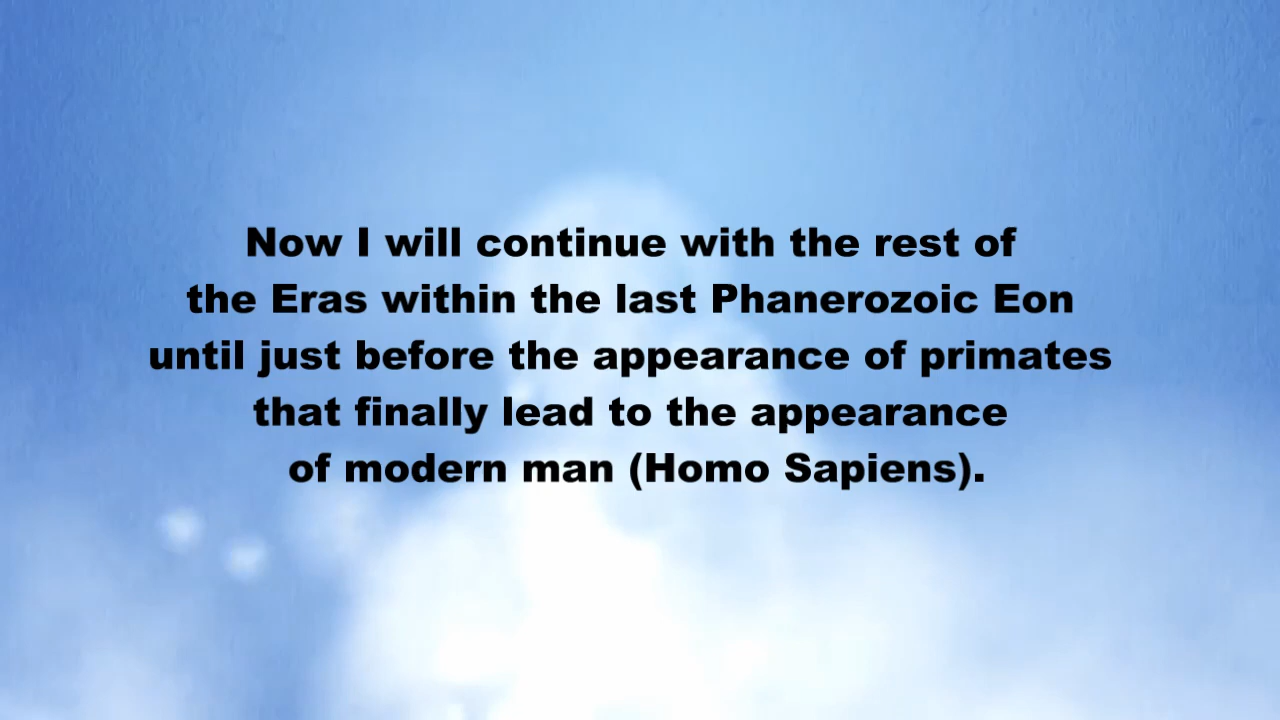 Now I will continue with the rest of
the Eras within the last Phanerozoic Eon
until just before the appearance of primates
that finally lead to the appearance
of modern man (Homo Sapiens).